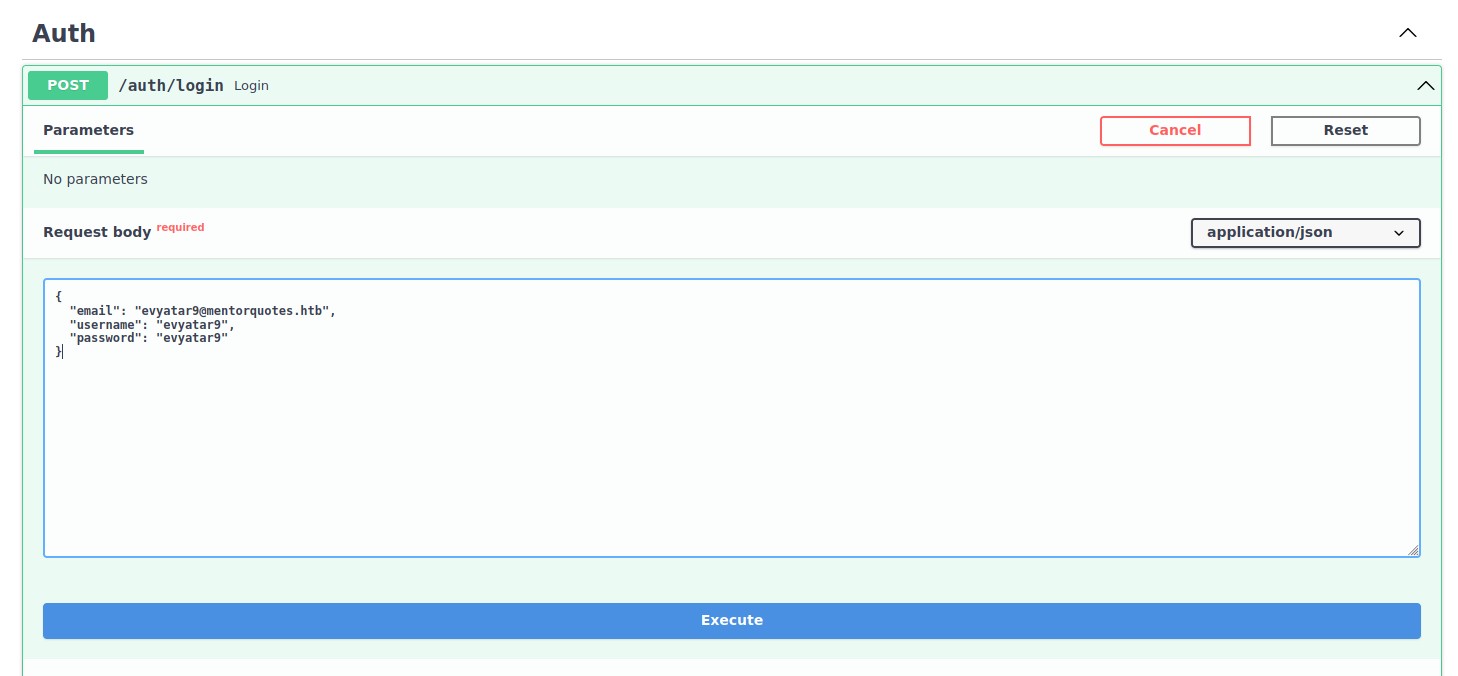 Auth
POST /auth/login Login
Parameters
Cancel
Reset
No parameters
Request body required
application/json
{
  "email": "evyatar9@mentorquotes.htb",
  "username": "evyatar9",
  "password": "evyatar9"
}
Execute